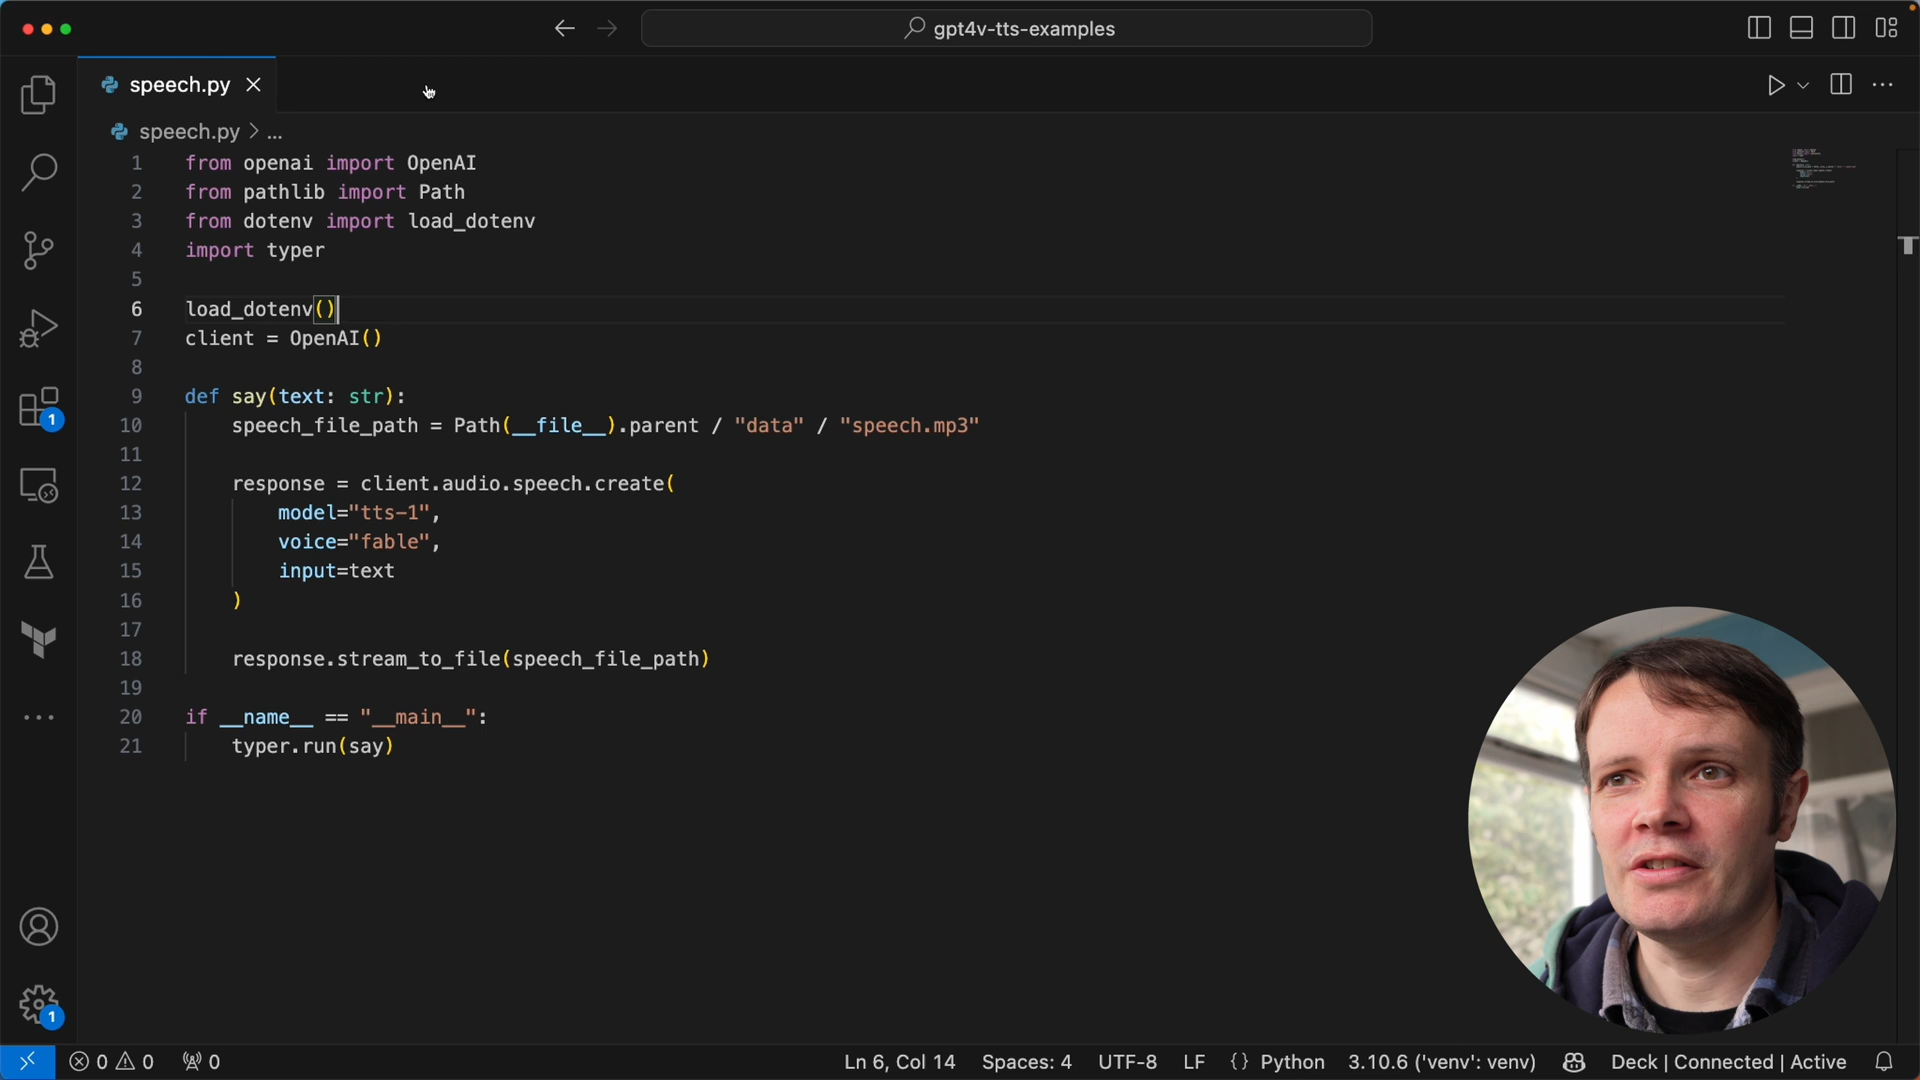 gpt4v-tts-examples
speech.py
speech.py > ...
1 from openai import OpenAI
2 from pathlib import Path
3 from dotenv import load_dotenv
4 import typer
5
6 load_dotenv()
7 client = OpenAI()
8
9 def say(text: str):
10 speech_file_path = Path(__file__).parent / "data" / "speech.mp3"
11
12 response = client.audio.speech.create(
13 model="tts-1",
14 voice="fable",
15 input=text
16 )
17
18 response.stream_to_file(speech_file_path)
19
20 if __name__ == "__main__":
21 typer.run(say)
1
1
0 0 0 Ln 6, Col 14 Spaces: 4 UTF-8 LF {} Python 3.10.6 ('venv': venv) Deck | Connected | Active